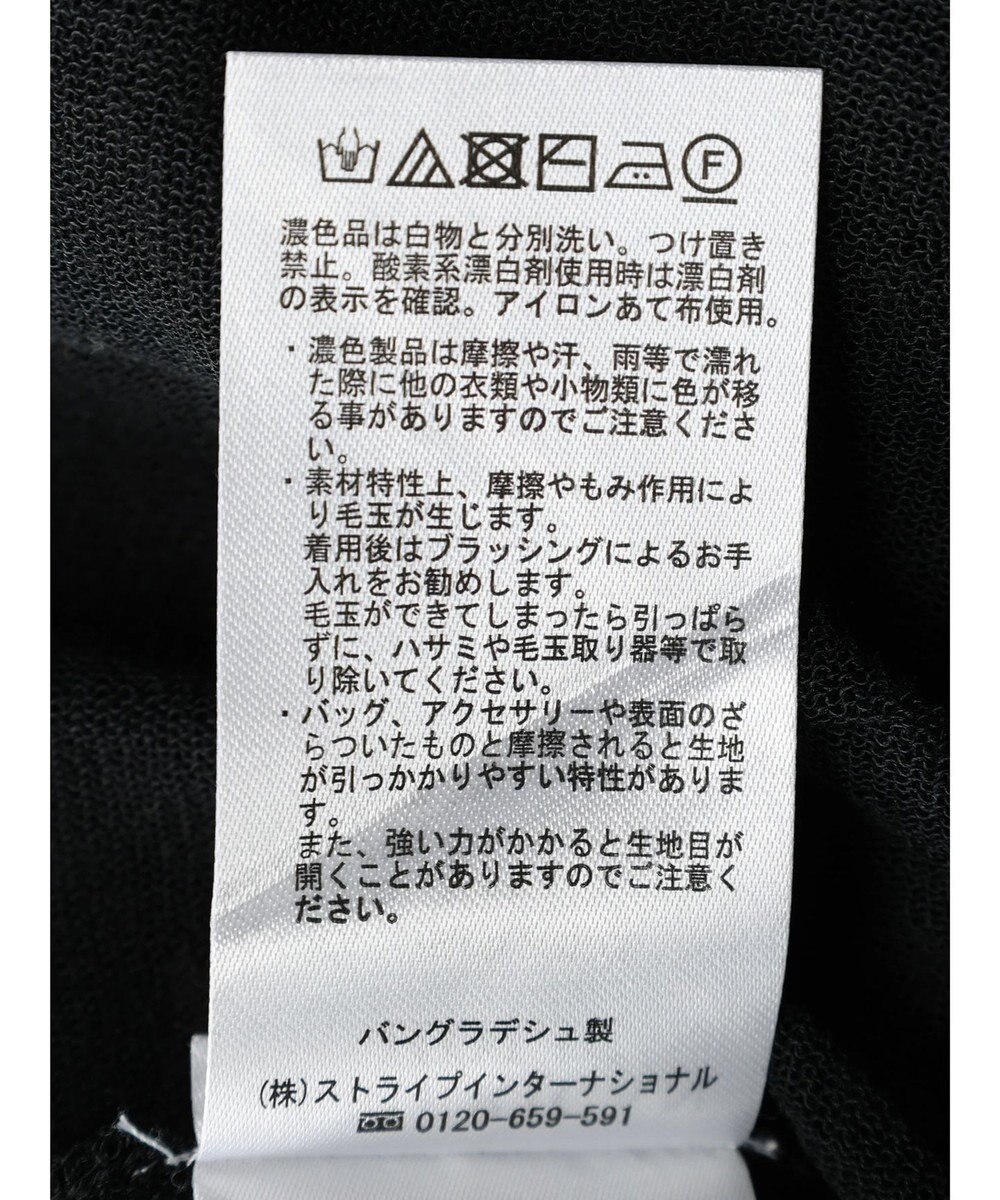 F
濃色品は白物と分別洗い。つけ置き
禁止。酸素系漂白剤使用時は漂白剤
の表示を確認。アイロンあて布使用。
・濃色製品は摩擦や汗、雨等で濡れ
た際に他の衣類や小物類に色が移
る事がありますのでご注意くださ
い。
・素材特性上、摩擦やもみ作用によ
り毛玉が生じます。
着用後はブラッシングによるお手
入れをお勧めします。
毛玉ができてしまったら引っぱら
ずに、ハサミや毛玉取り器等で取
り除いてください。
・バッグ、アクセサリーや表面のざ
らついたものと摩擦されると生地
が引っかかりやすい特性がありま
す。
また、強い力がかかると生地目が
開くことがありますのでご注意く
ださい。
バングラデシュ製
(株)ストライプインターナショナル
0120-659-591